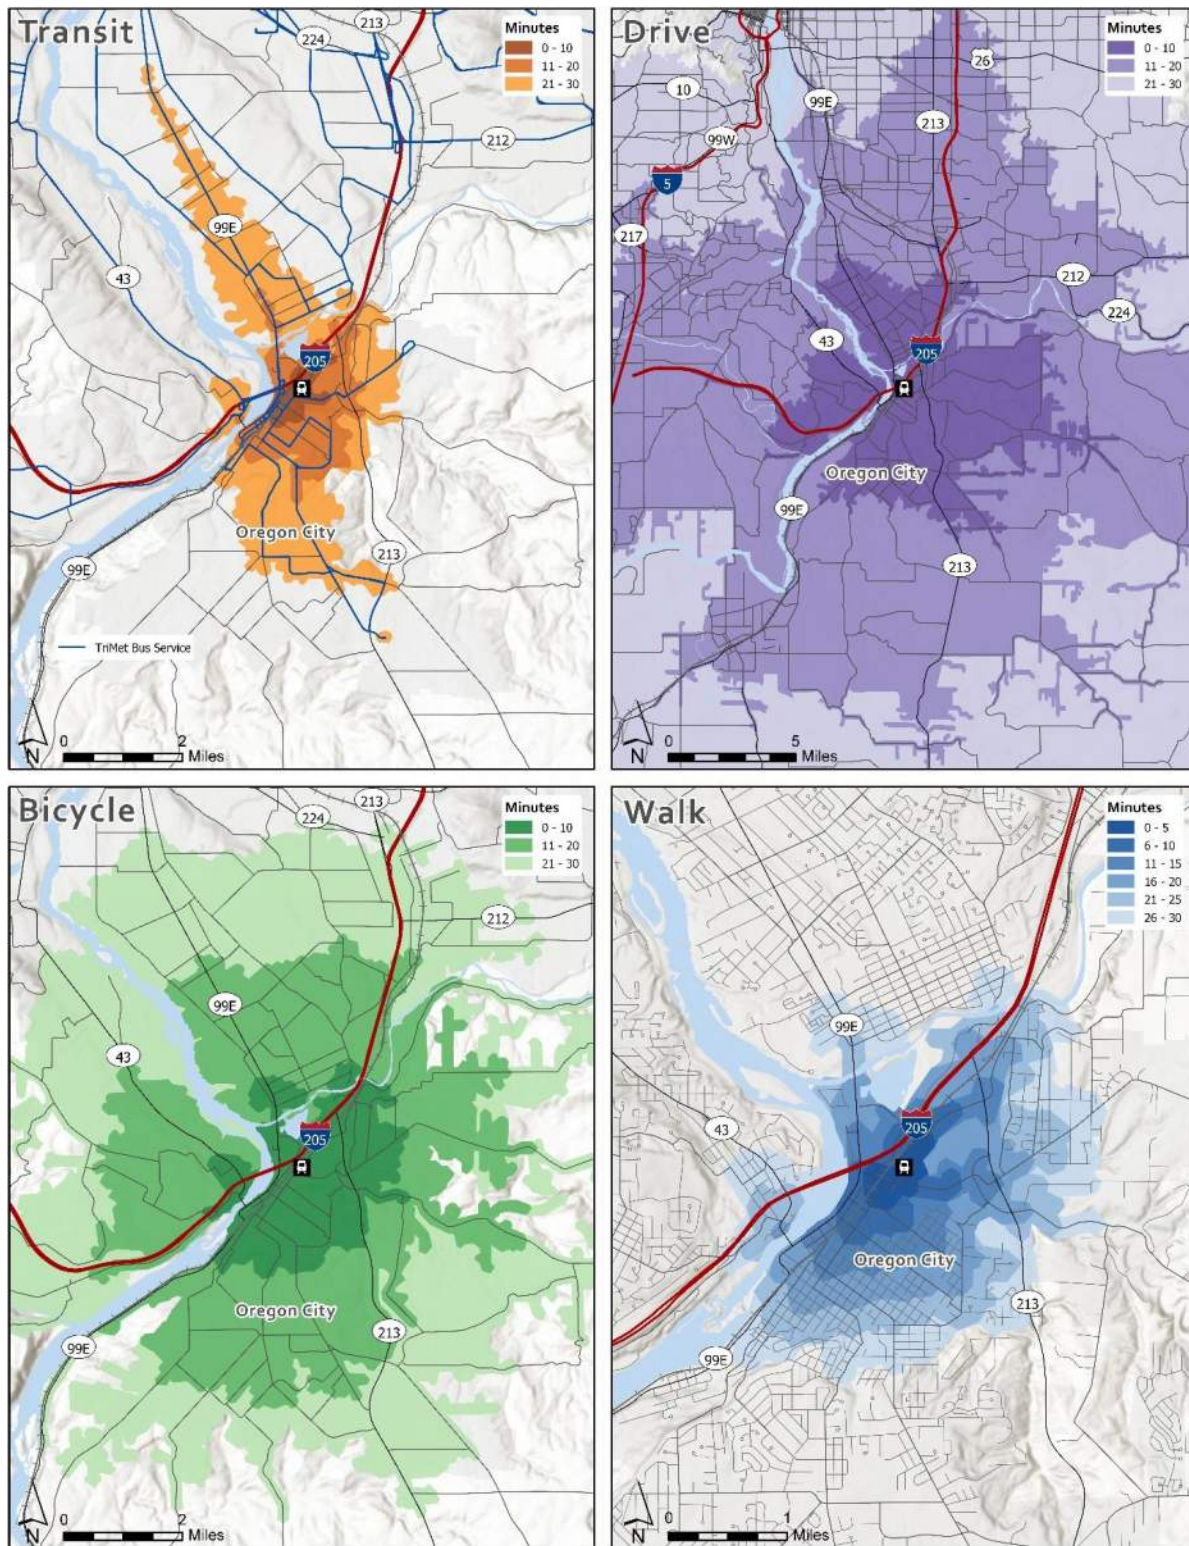 Transit
Minutes
0 - 10
11 - 20
21 - 30
213
224
212
99E
43
205
Oregon City
213
99E
TriMet Bus Service
N
0
2
Miles
Drive
Minutes
0 - 10
11 - 20
21 - 30
26
10
99E
99W
213
5
217
212
224
43
205
Oregon City
99E
213
N
0
5
Miles
Bicycle
Minutes
0 - 10
11 - 20
21 - 30
213
224
212
99E
43
205
Oregon City
213
99E
N
0
2
Miles
Walk
Minutes
0 - 5
6 - 10
11 - 15
16 - 20
21 - 25
26 - 30
99E
43
205
Oregon City
213
99E
N
0
1
Miles